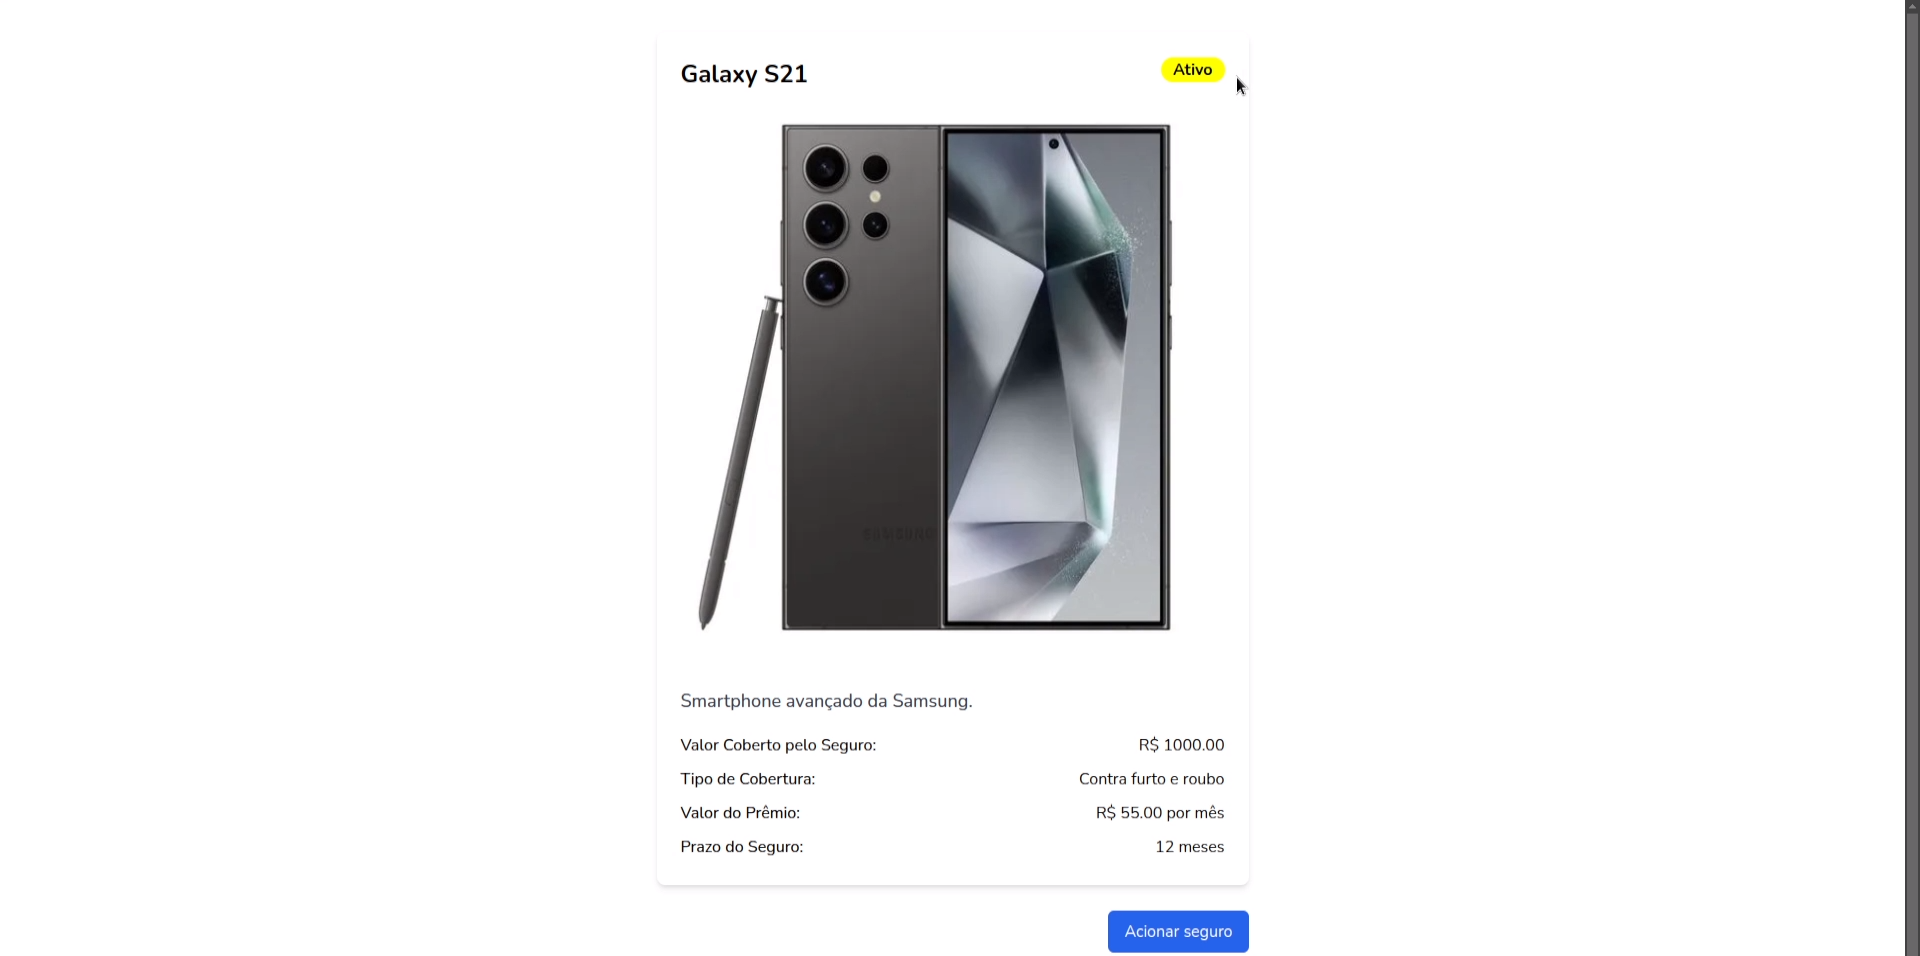 Galaxy S21
Ativo
SAMSUNG
Smartphone avançado da Samsung.
Valor Coberto pelo Seguro: R$ 1000.00
Tipo de Cobertura: Contra furto e roubo
Valor do Prêmio: R$ 55.00 por mês
Prazo do Seguro: 12 meses
Acionar seguro